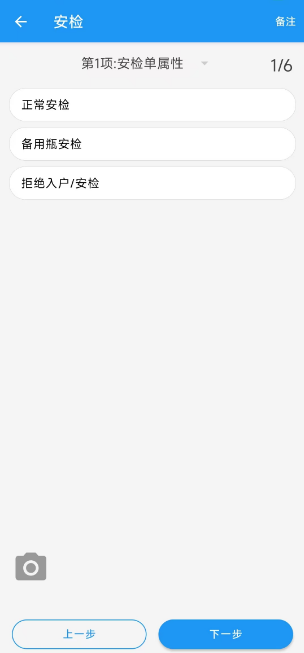 安检
备注
第1项:安检单属性
1/6
正常安检
备用瓶安检
拒绝入户/安检
上一步
下一步